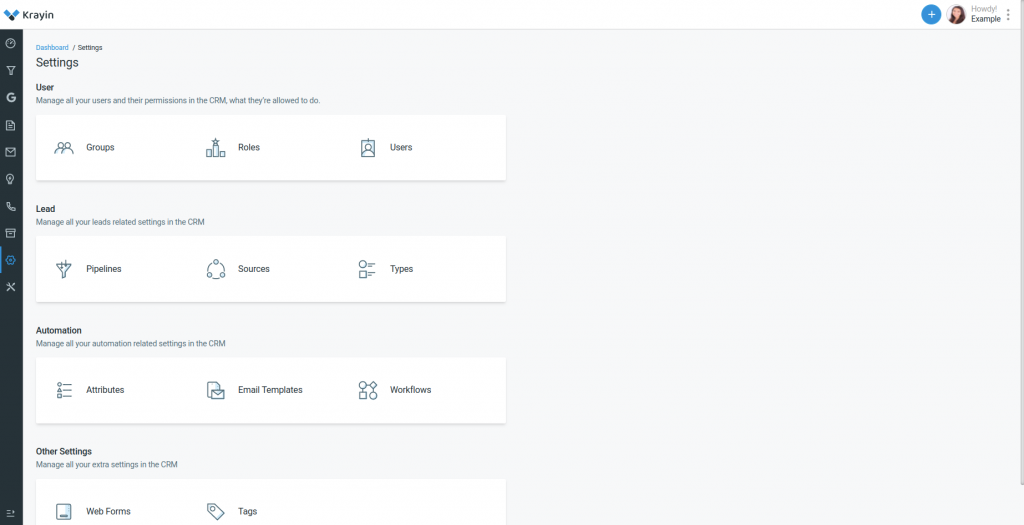 Krayin
Howdy!
Example
Dashboard / Settings
Settings
User
Manage all your users and their permissions in the CRM, what they're allowed to do.
Groups
Roles
Users
Lead
Manage all your leads related settings in the CRM
Pipelines
Sources
Types
Automation
Manage all your automation related settings in the CRM
Attributes
Email Templates
Workflows
Other Settings
Manage all your extra settings in the CRM
Web Forms
Tags